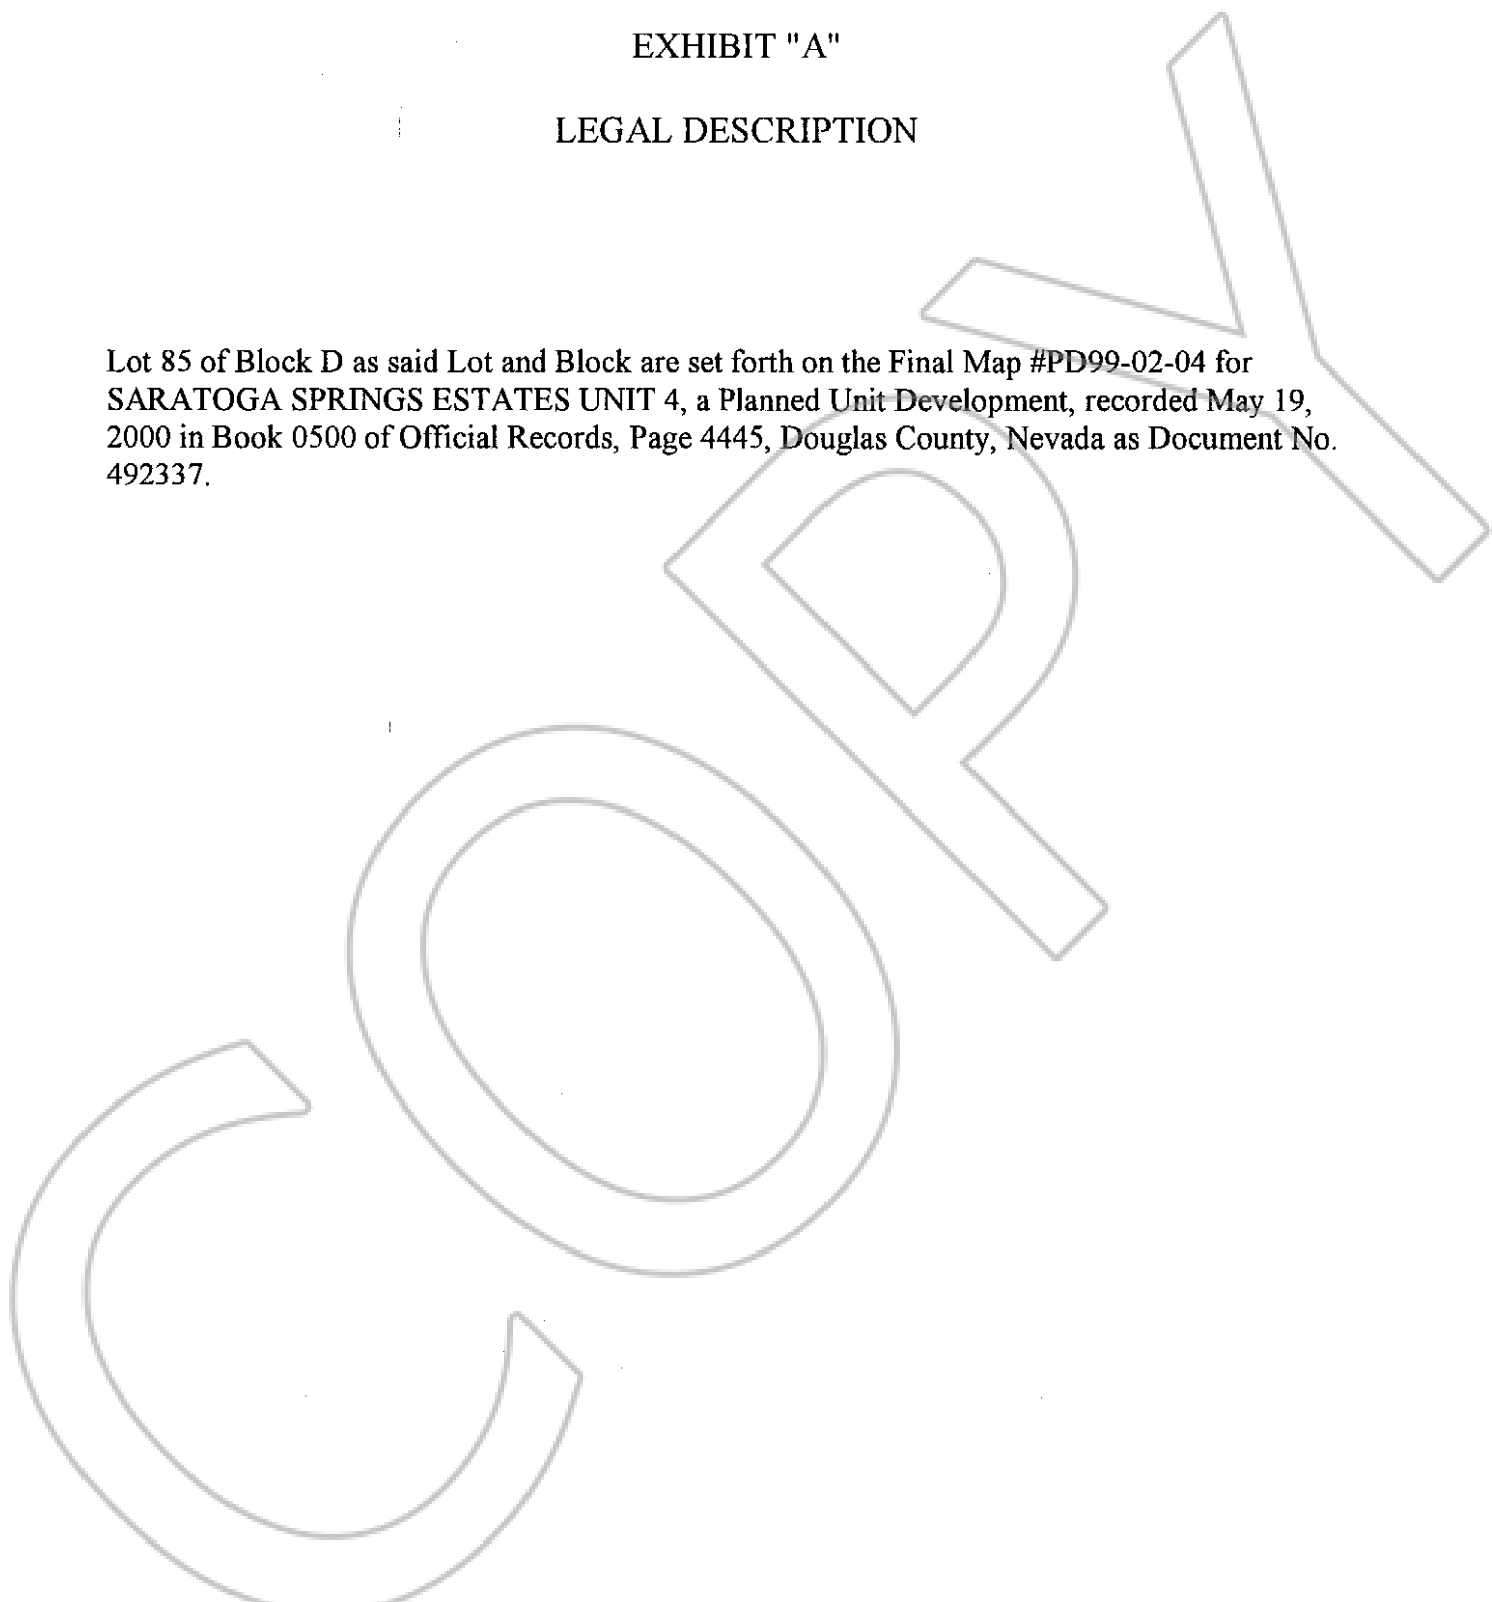 EXHIBIT "A"
LEGAL DESCRIPTION
Lot 85 of Block D as said Lot and Block are set forth on the Final Map #PD99-02-04 for
SARATOGA SPRINGS ESTATES UNIT 4, a Planned Unit Development, recorded May 19,
2000 in Book 0500 of Official Records, Page 4445, Douglas County, Nevada as Document No.
492337.
COPY